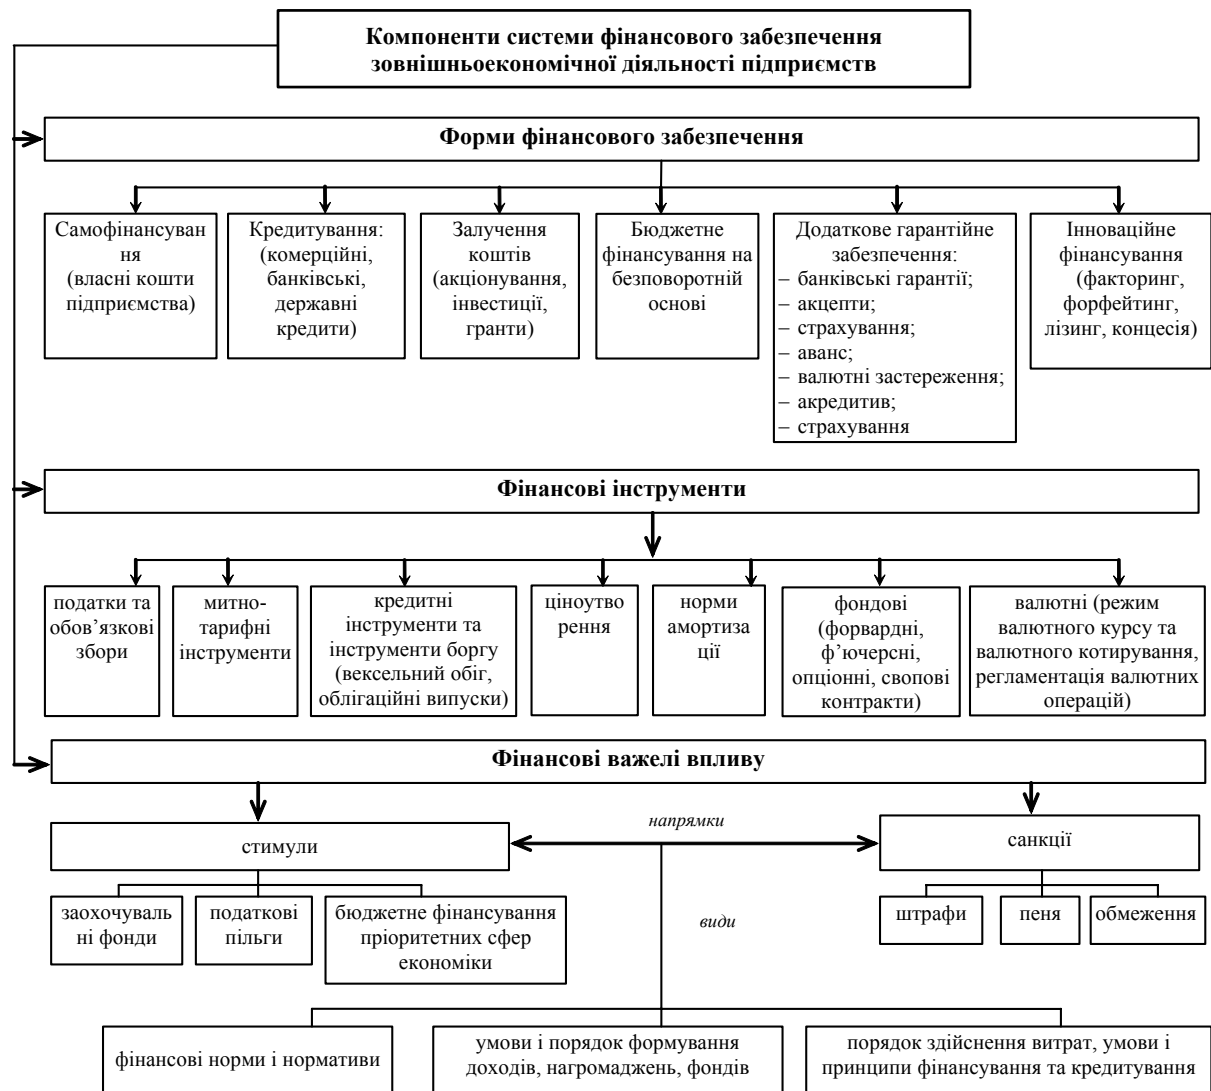 Компоненти системи фінансового забезпечення
зовнішньоекономічної діяльності підприємств
Форми фінансового забезпечення
Самофінансуван
ня
(власні кошти
підприємства)
Кредитування:
(комерційні,
банківські,
державні
кредити)
Залучення
коштів
(акціонування,
інвестиції,
гранти)
Бюджетне
фінансування на
безповоротній
основі
Додаткове гарантійне
забезпечення:
– банківські гарантії;
– акцепти;
– страхування;
– аванс;
– валютні застереження;
– акредитив;
– страхування
Інноваційне
фінансування
(факторинг,
форфейтинг,
лізинг, концесія)
Фінансові інструменти
податки та
обов’язкові
збори
митно-
тарифні
інструменти
кредитні
інструменти та
інструменти боргу
(вексельний обіг,
облігаційні випуски)
ціноутво
рення
норми
амортиза
ції
фондові
(форвардні,
ф’ючерсні,
опціонні, свопові
контракти)
валютні (режим
валютного курсу та
валютного котирування,
регламентація валютних
операцій)
Фінансові важелі впливу
стимули
напрямки
санкції
заохочуваль
ні фонди
податкові
пільги
бюджетне фінансування
пріоритетних сфер
економіки
види
штрафи
пеня
обмеження
фінансові норми і нормативи
умови і порядок формування
доходів, нагромаджень, фондів
порядок здійснення витрат, умови і
принципи фінансування та кредитування